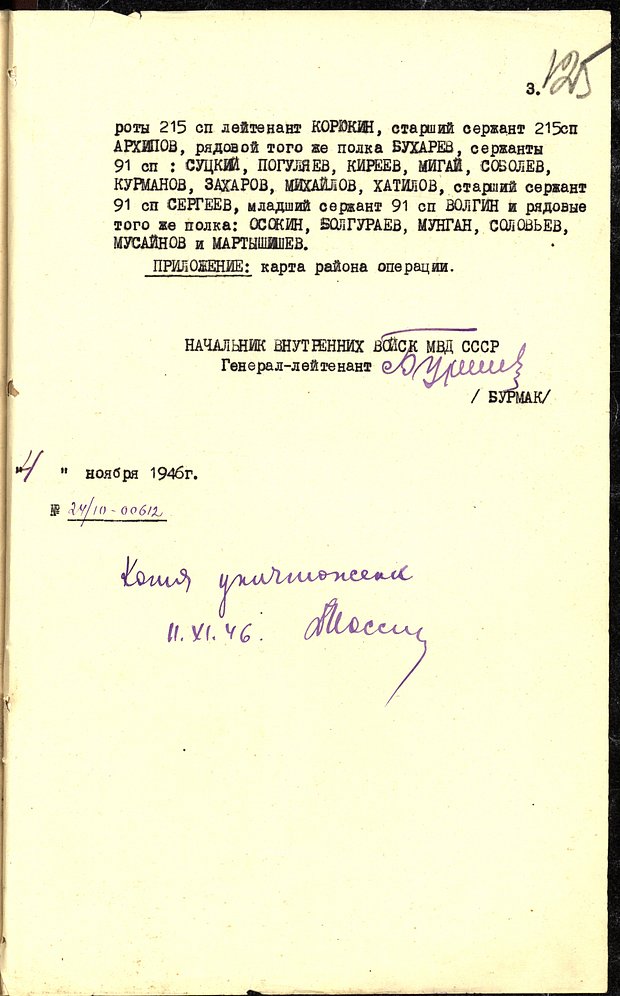 125
3.
роты 215 сп лейтенант КОРЮКИН, старший сержант 215сп
АРХИПОВ, рядовой того же полка БУХАРЕВ, сержанты
91 сп : СУЦКИЙ, ПОГУЛЯЕВ, КИРЕЕВ, МИГАЙ, СОБОЛЕВ,
КУРМАНОВ, ЗАХАРОВ, МИХАЙЛОВ, ХАТИЛОВ, старший сержант
91 сп СЕРГЕЕВ, младший сержант 91 сп ВОЛГИН и рядовые
того же полка: ОСОКИН, БОЛГУРАЕВ, МУНГАН, СОЛОВЬЕВ,
МУСАЙНОВ и МАРТЫШИШЕВ.
ПРИЛОЖЕНИЕ: карта района операции.
НАЧАЛЬНИК ВНУТРЕННИХ ВОЙСК МВД СССР
Генерал-лейтенант
/ БУРМАК/
"4 " ноября 1946г.
№ 24/10-00612
Копия уничтожена
11.XI.46.